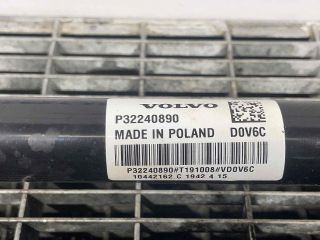 VOLVO
P32240890
MADE IN POLAND D0V6C
P32240890#T191008#VD0V6C
10442162 C 1942 4 15